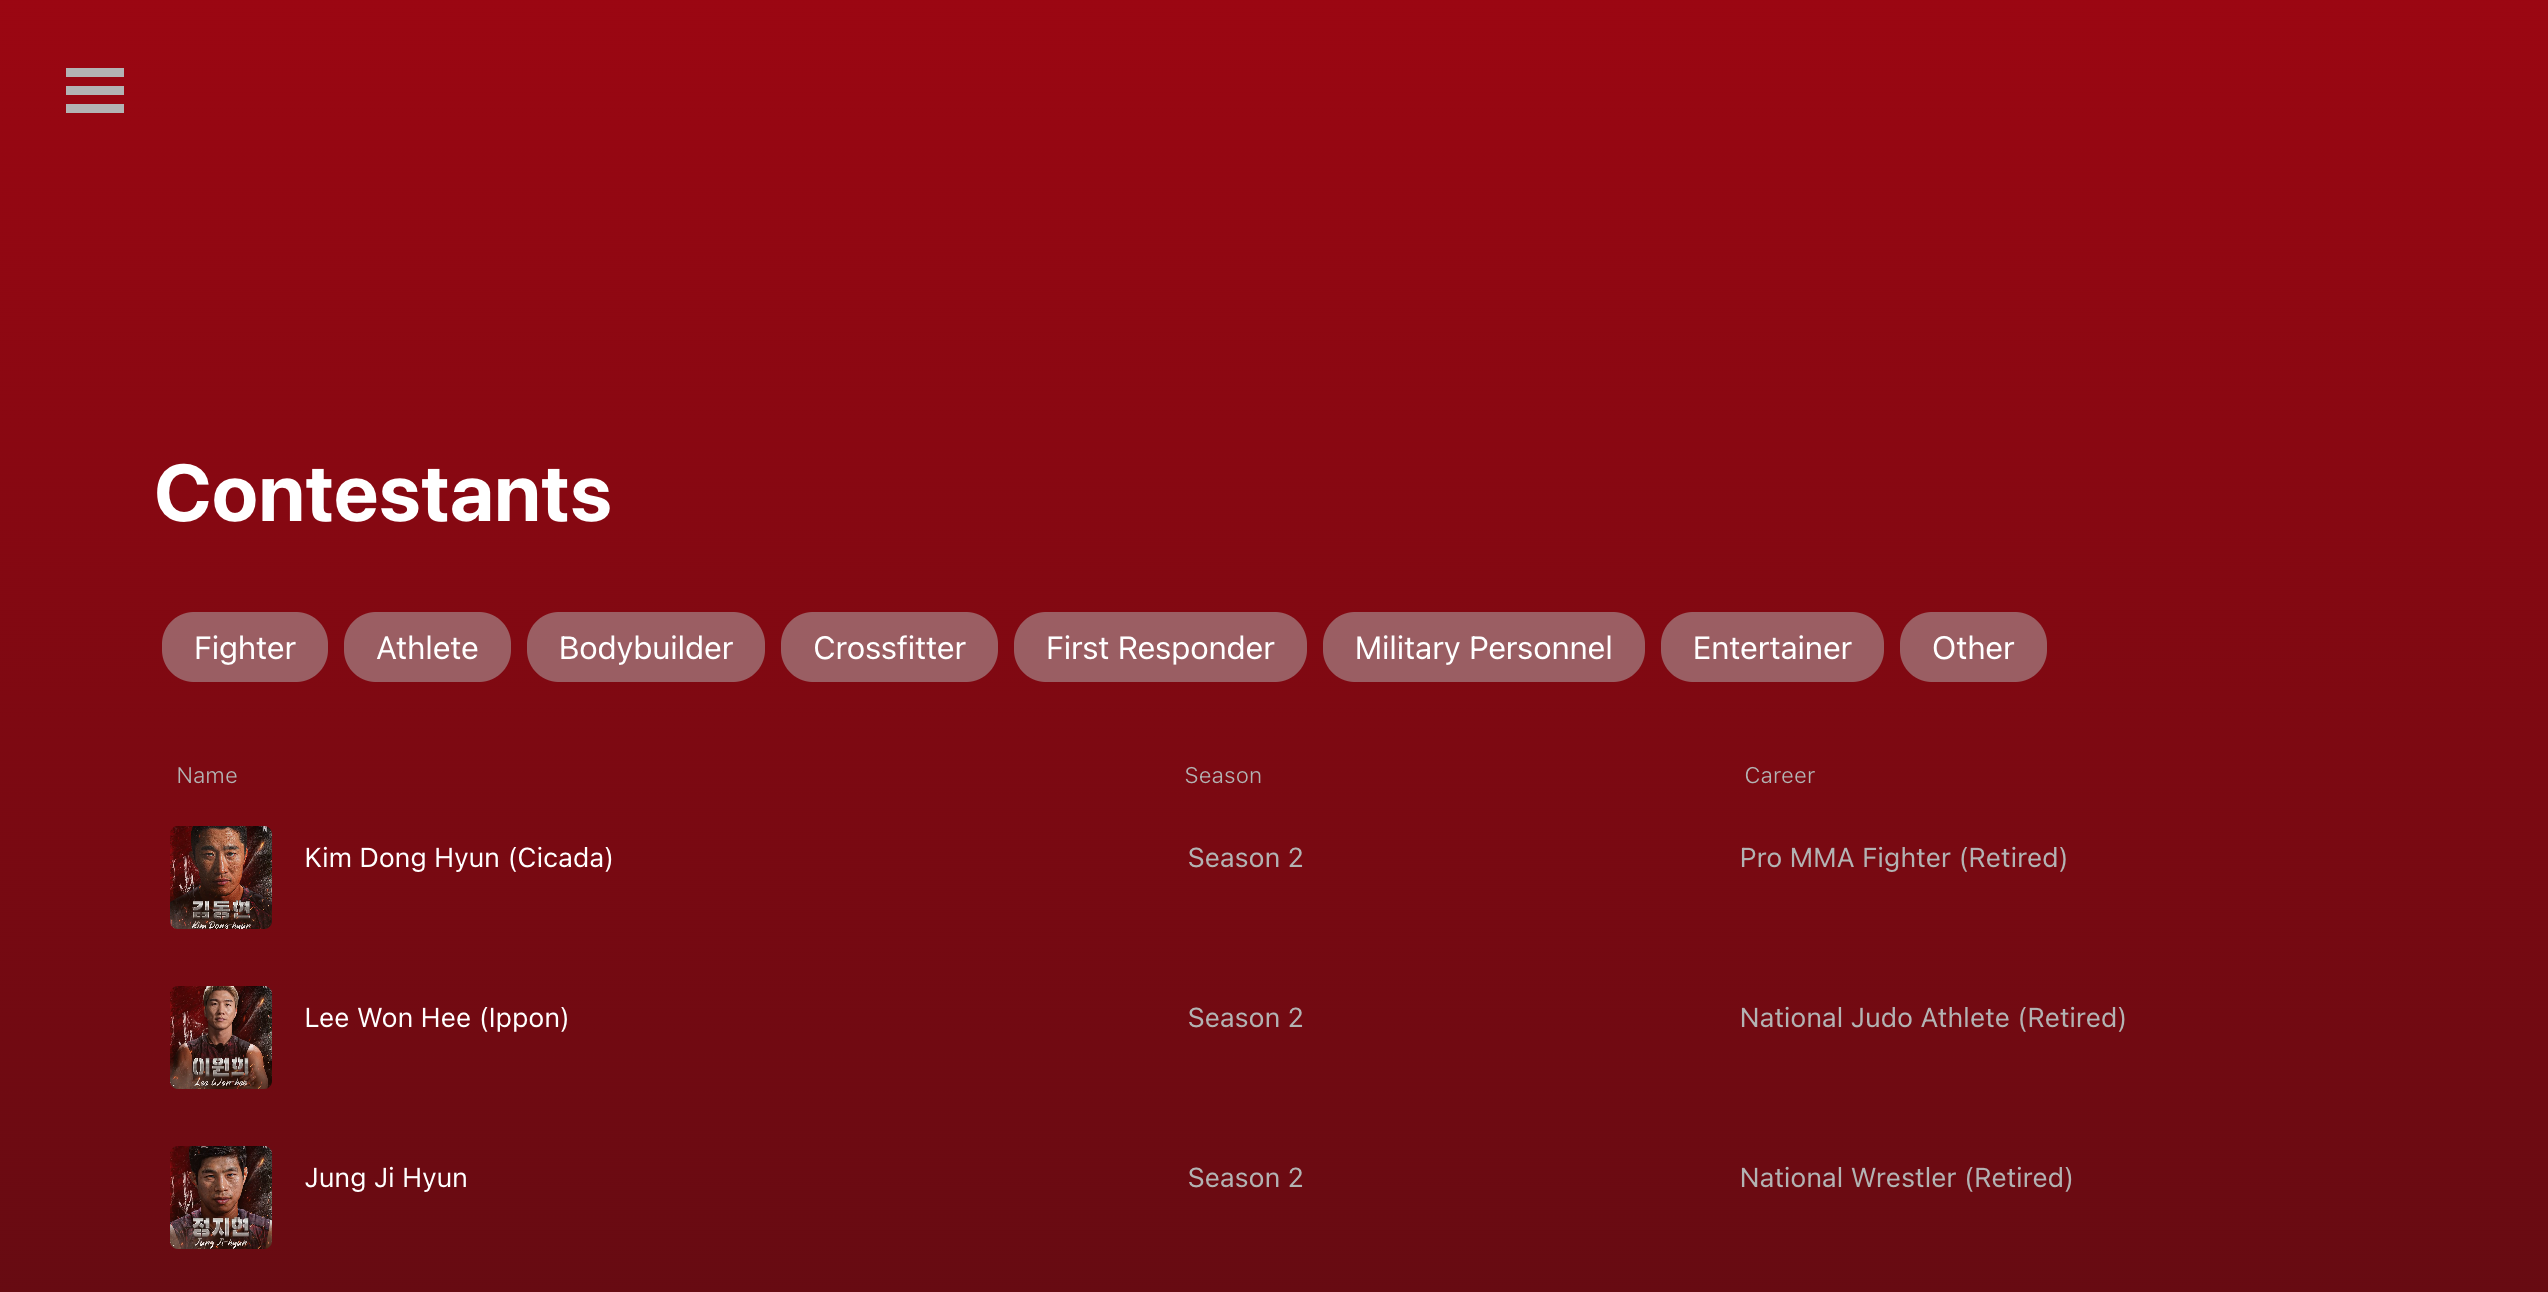 Contestants
Fighter Athlete Bodybuilder Crossfitter First Responder Military Personnel Entertainer Other
Name Season Career
Kim Dong Hyun (Cicada) Season 2 Pro MMA Fighter (Retired)
김동현
Kim Dong-hyun
Lee Won Hee (Ippon) Season 2 National Judo Athlete (Retired)
이원희
Lee Won-hee
Jung Ji Hyun Season 2 National Wrestler (Retired)
정지현
Jung Ji-hyun